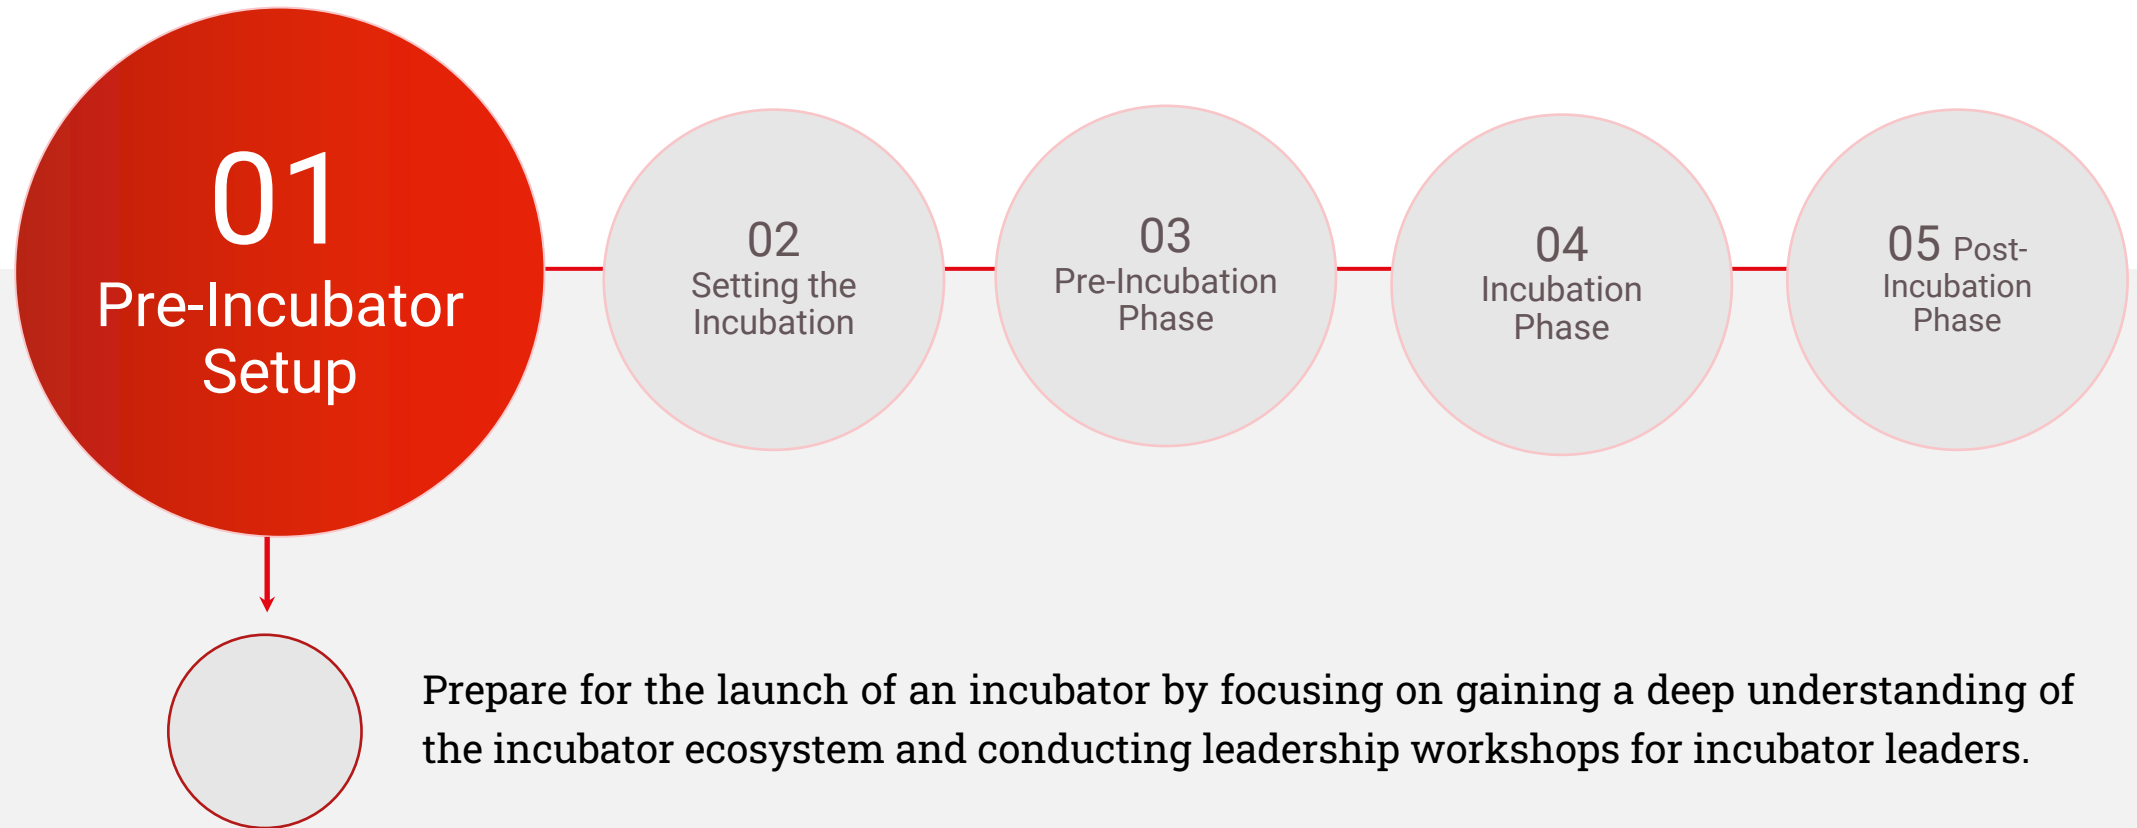 01
Pre-Incubator
Setup
02
Setting the
Incubation
03
Pre-Incubation
Phase
04
Incubation
Phase
05 Post-
Incubation
Phase
Prepare for the launch of an incubator by focusing on gaining a deep understanding of
the incubator ecosystem and conducting leadership workshops for incubator leaders.